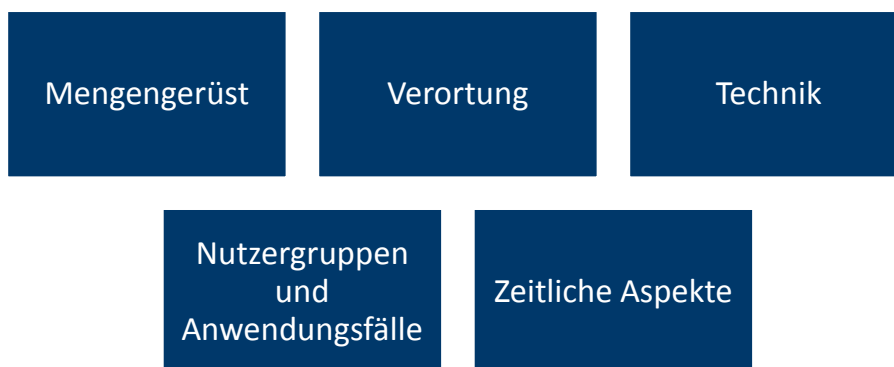 Mengengerüst
Verortung
Technik
Nutzergruppen
und
Anwendungsfälle
Zeitliche Aspekte